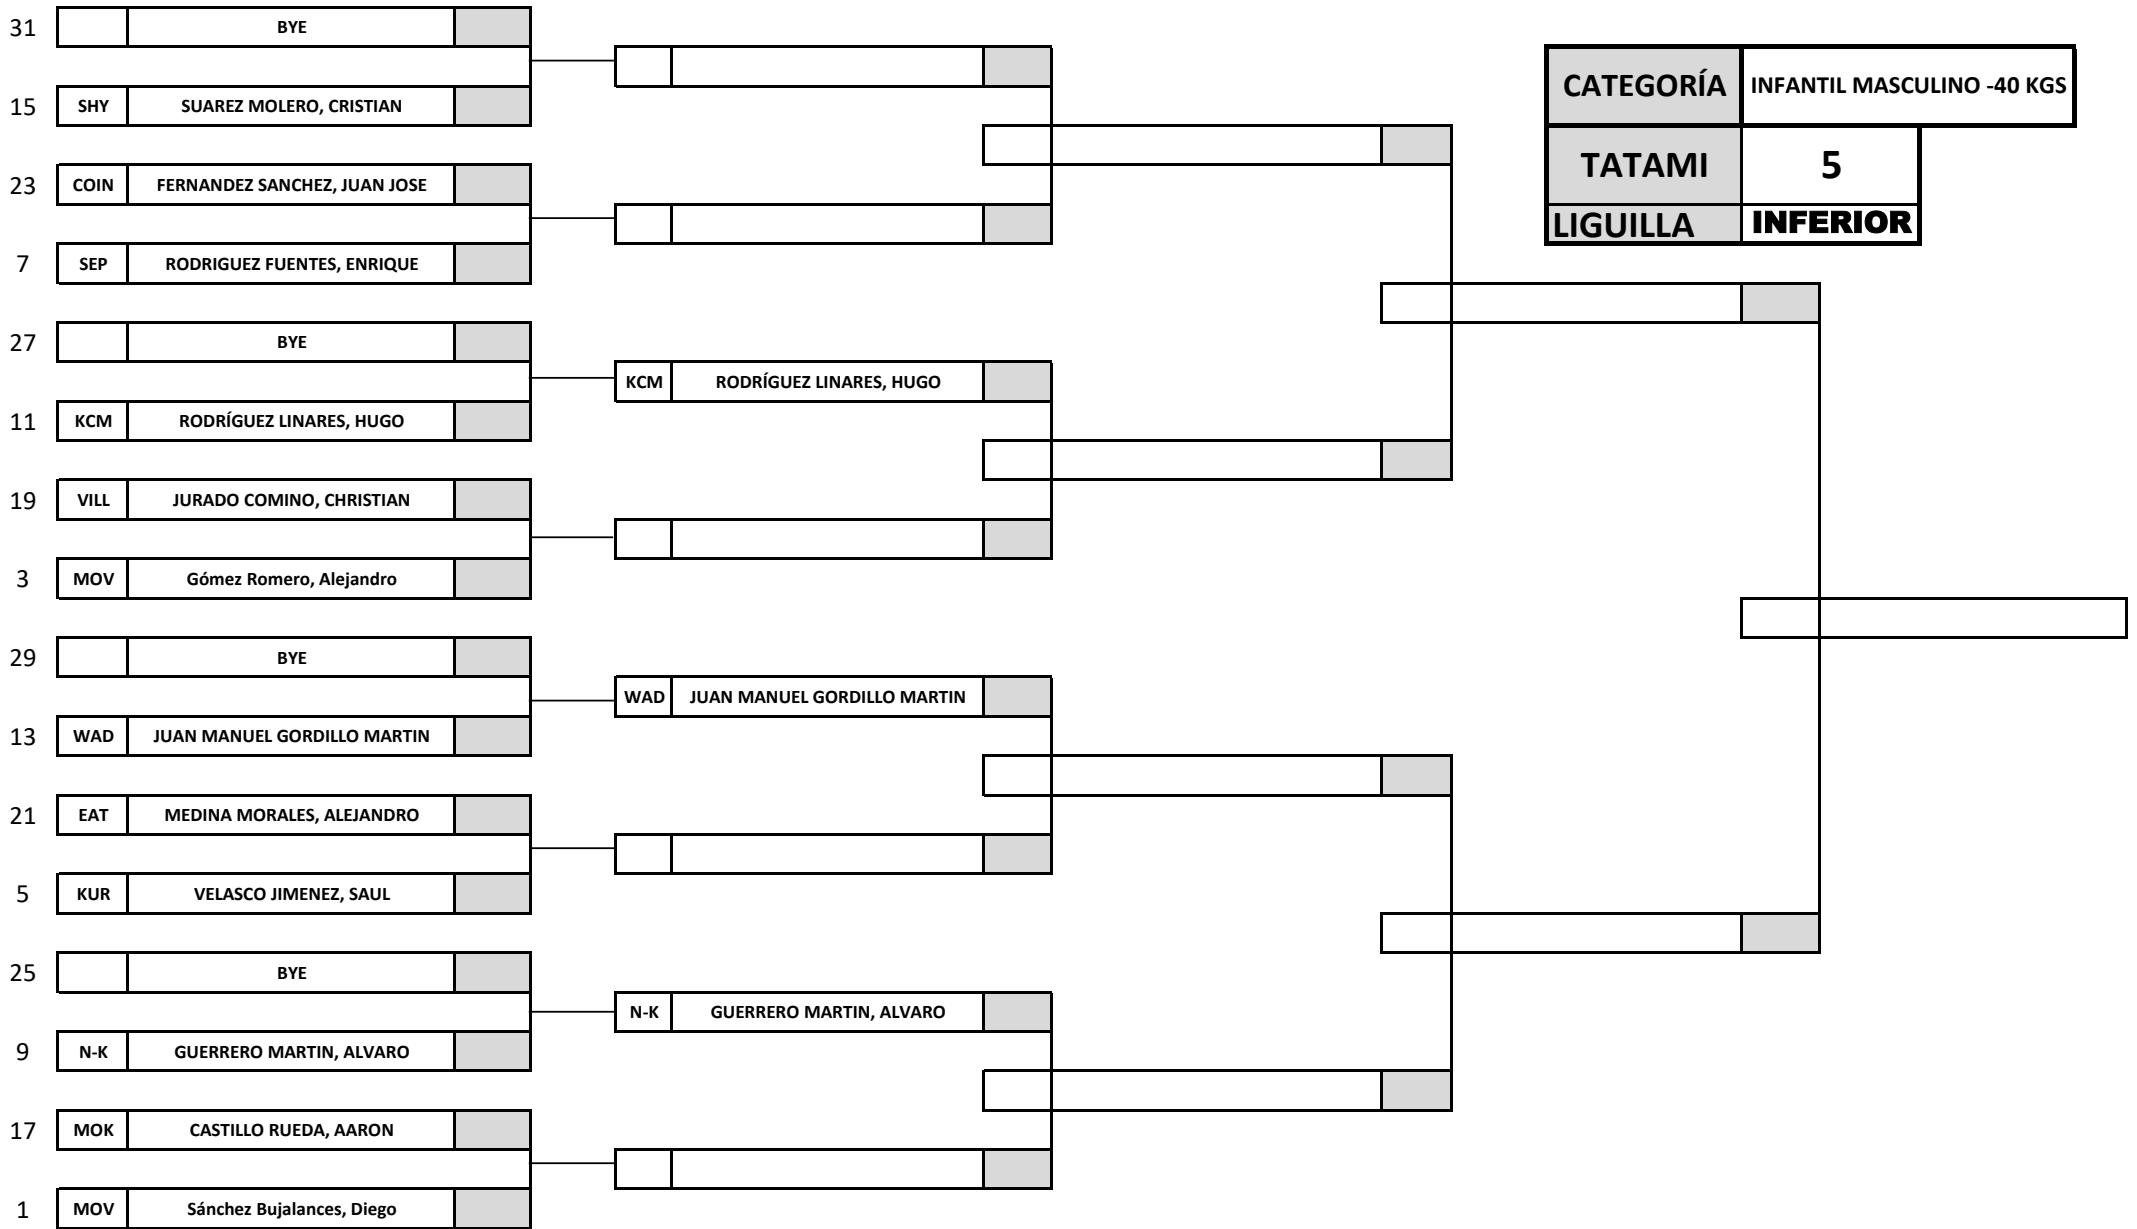 31 BYE
15 SHY SUAREZ MOLERO, CRISTIAN
23 COIN FERNANDEZ SANCHEZ, JUAN JOSE
7 SEP RODRIGUEZ FUENTES, ENRIQUE
27 BYE
11 KCM RODRÍGUEZ LINARES, HUGO
19 VILL JURADO COMINO, CHRISTIAN
3 MOV Gómez Romero, Alejandro
29 BYE
13 WAD JUAN MANUEL GORDILLO MARTIN
21 EAT MEDINA MORALES, ALEJANDRO
5 KUR VELASCO JIMENEZ, SAUL
25 BYE
9 N-K GUERRERO MARTIN, ALVARO
17 MOK CASTILLO RUEDA, AARON
1 MOV Sánchez Bujalances, Diego
KCM RODRÍGUEZ LINARES, HUGO
WAD JUAN MANUEL GORDILLO MARTIN
N-K GUERRERO MARTIN, ALVARO
CATEGORÍA INFANTIL MASCULINO -40 KGS
TATAMI 5
LIGUILLA INFERIOR